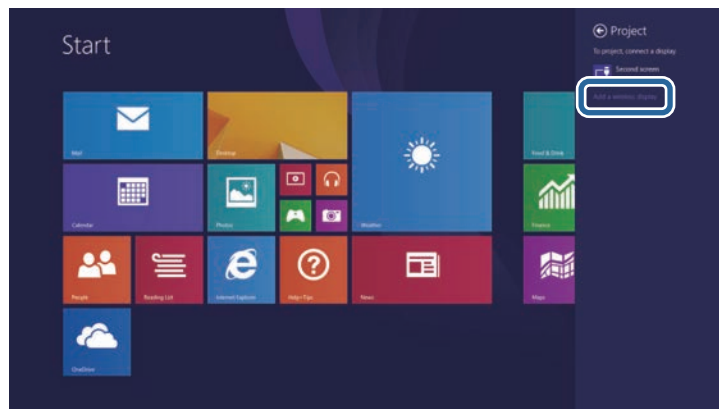 Start
Project
To project, connect a display
Second screen
Add a wireless display
Mail
Desktop
Weather
Food & Drink
Calendar
Photos
Finance
People
Reading List
Internet Explorer
Help+Tips
News
Maps
OneDrive